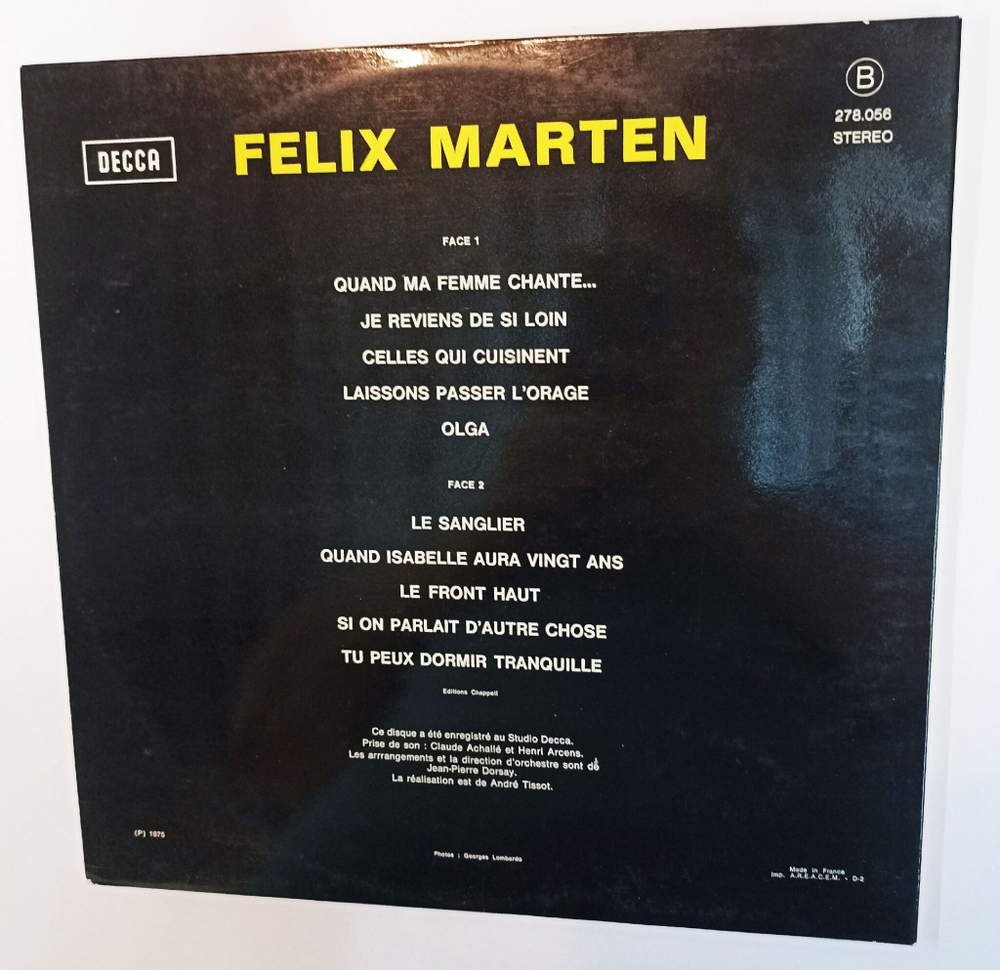 B
278.056
STEREO
DECCA
FELIX MARTEN
FACE 1
QUAND MA FEMME CHANTE...
JE REVIENS DE SI LOIN
CELLES QUI CUISINENT
LAISSONS PASSER L'ORAGE
OLGA
FACE 2
LE SANGLIER
QUAND ISABELLE AURA VINGT ANS
LE FRONT HAUT
SI ON PARLAIT D'AUTRE CHOSE
TU PEUX DORMIR TRANQUILLE
Editions Chappell
Ce disque a été enregistré au Studio Decca.
Prise de son : Claude Achallé et Henri Arcens.
Les arrrangements et la direction d'orchestre sont dé
Jean-Pierre Dorsay.
La réalisation est de André Tissot.
(P) 1975
Photos : Georges Lombardo
Made in France
Imp. A.R.E.A.C.E.M. - D-2